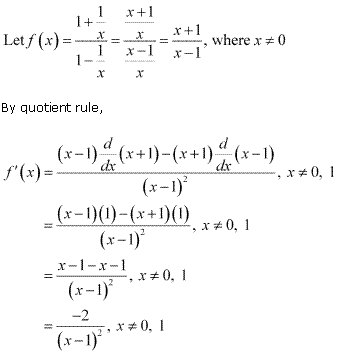 Let f(x) = (1 + 1/x)/(1 - 1/x) = ((x+1)/x)/((x-1)/x) = (x+1)/(x-1), where x ≠ 0
By quotient rule,
f′(x) = ((x-1) d/dx (x+1) - (x+1) d/dx (x-1))/(x-1)², x ≠ 0, 1
= ((x-1)(1) - (x+1)(1))/(x-1)², x ≠ 0, 1
= (x-1-x-1)/(x-1)², x ≠ 0, 1
= -2/(x-1)², x ≠ 0, 1